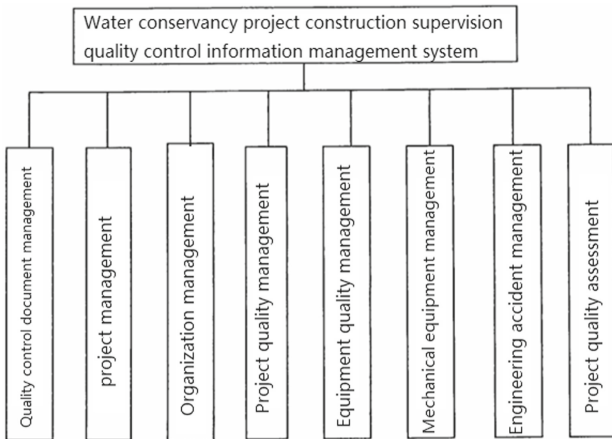 Water conservancy project construction supervision
quality control information management system
Quality control document management
project management
Organization management
Project quality management
Equipment quality management
Mechanical equipment management
Engineering accident management
Project quality assessment